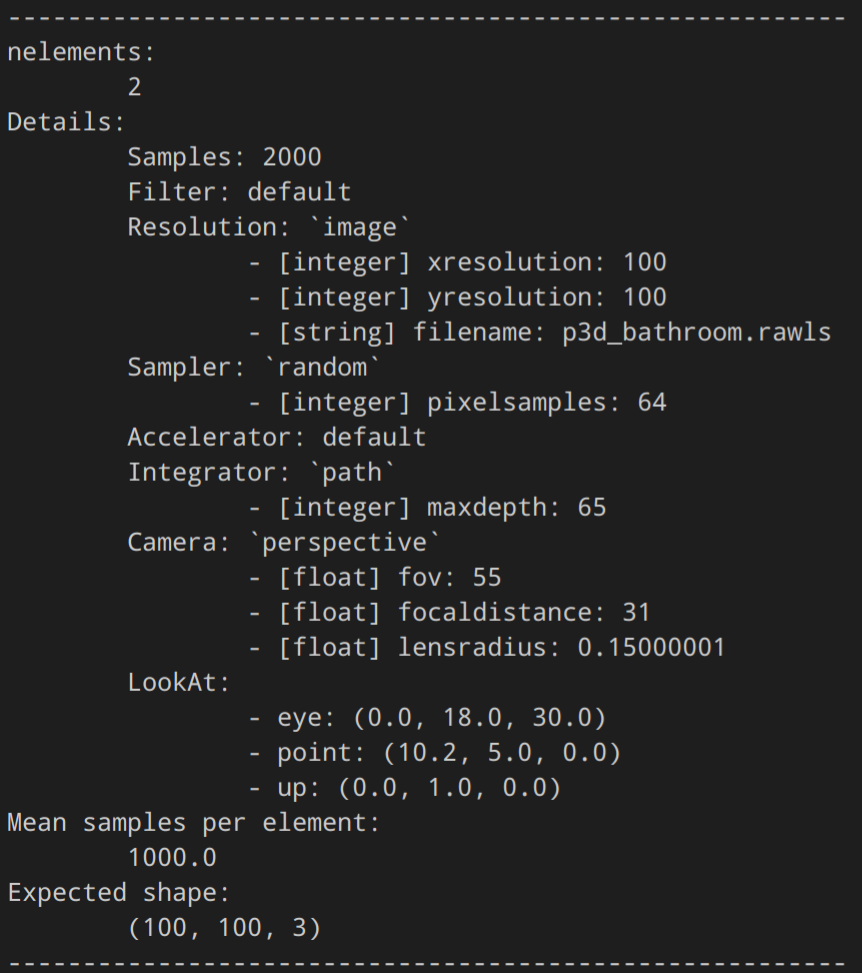 --------------------------------------------------------
nelements:
        2
Details:
        Samples: 2000
        Filter: default
        Resolution: `image`
                - [integer] xresolution: 100
                - [integer] yresolution: 100
                - [string] filename: p3d_bathroom.rawls
        Sampler: `random`
                - [integer] pixelsamples: 64
        Accelerator: default
        Integrator: `path`
                - [integer] maxdepth: 65
        Camera: `perspective`
                - [float] fov: 55
                - [float] focaldistance: 31
                - [float] lensradius: 0.15000001
        LookAt:
                - eye: (0.0, 18.0, 30.0)
                - point: (10.2, 5.0, 0.0)
                - up: (0.0, 1.0, 0.0)
Mean samples per element:
        1000.0
Expected shape:
        (100, 100, 3)
--------------------------------------------------------